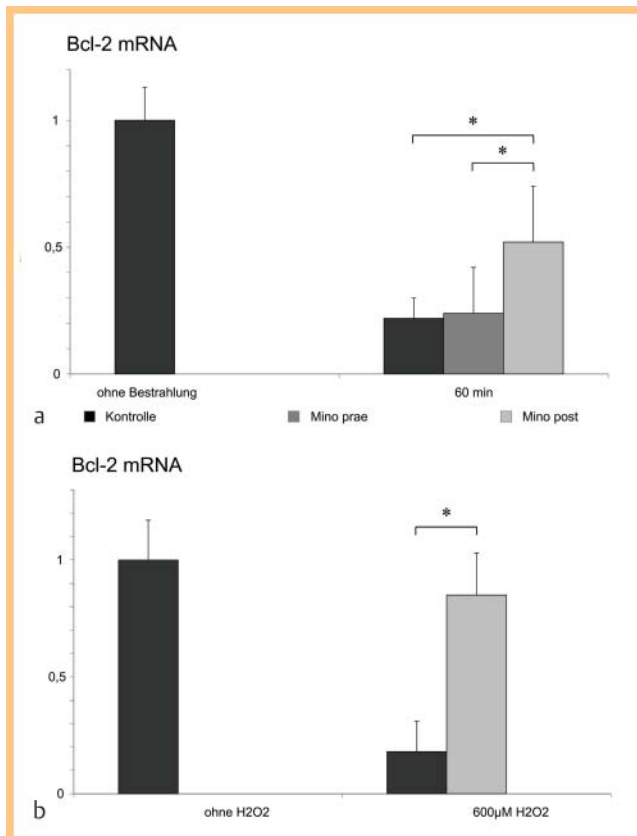 Bcl-2 mRNA
1
*
*
0,5
0
ohne Bestrahlung 60 min
a Kontrolle Mino prae Mino post
Bcl-2 mRNA
*
1
0,5
0
b ohne H2O2 600µM H2O2